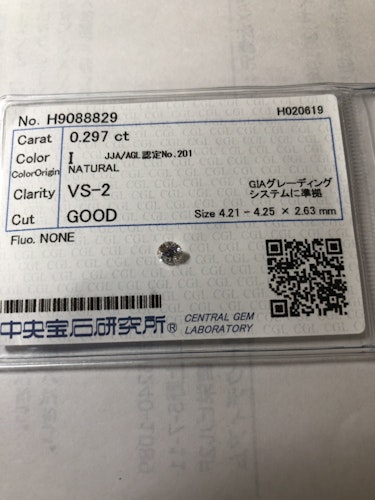 No. H9088829 H020619
Carat 0.297 ct
Color I JJA/AGL認定No.201
ColorOrigin NATURAL
Clarity VS-2 GIAグレーディング
システムに準拠
Cut GOOD Size 4.21 - 4.25 × 2.63 mm
Fluo. NONE
中央宝石研究所® CENTRAL GEM
LABORATORY